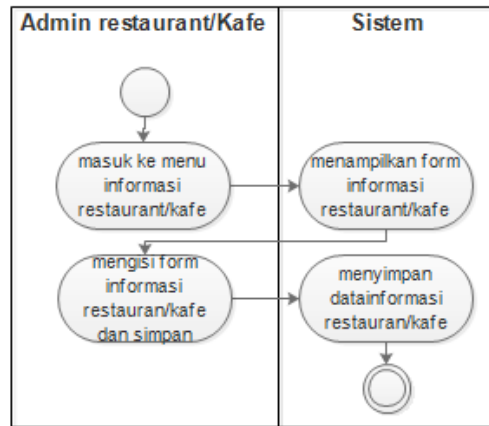 Admin restaurant/Kafe
Sistem
masuk ke menu
informasi
restaurant/kafe
menampilkan form
informasi
restaurant/kafe
mengisi form
informasi
restauran/kafe
dan simpan
menyimpan
datainformasi
restauran/kafe